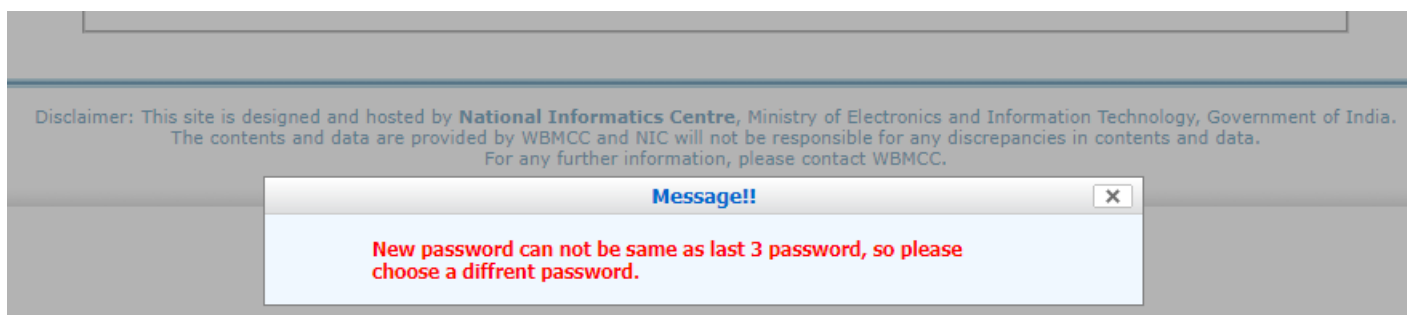 Disclaimer: This site is designed and hosted by National Informatics Centre, Ministry of Electronics and Information Technology, Government of India.
The contents and data are provided by WBMCC and NIC will not be responsible for any discrepancies in contents and data.
For any further information, please contact WBMCC.
Message!!
New password can not be same as last 3 password, so please
choose a diffrent password.